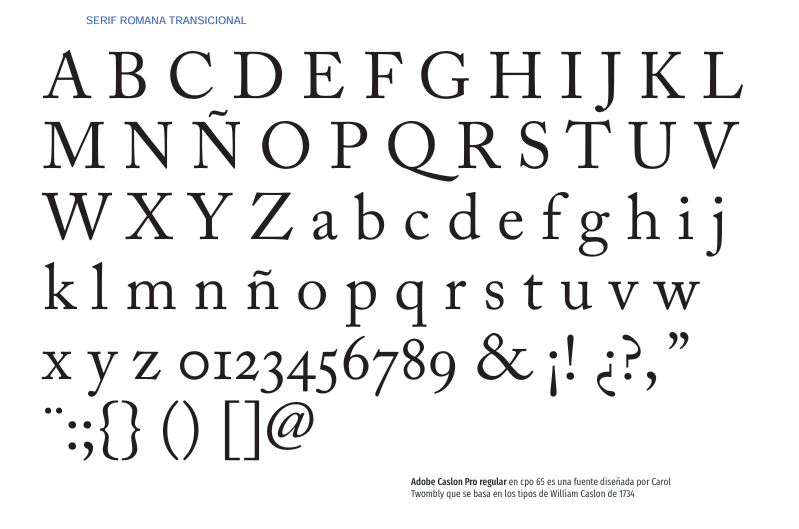 SERIF ROMANA TRANSICIONAL
A B C D E F G H I J K L
M N Ñ O P Q R S T U V
W X Y Z a b c d e f g h i j
k l m n ñ o p q r s t u v w
x y z 0123456789 & ¡! ¿?, ”
¨:;{} () []@
Adobe Caslon Pro regular en cpo 65 es una fuente diseñada por Carol
Twombly que se basa en los tipos de William Caslon de 1734